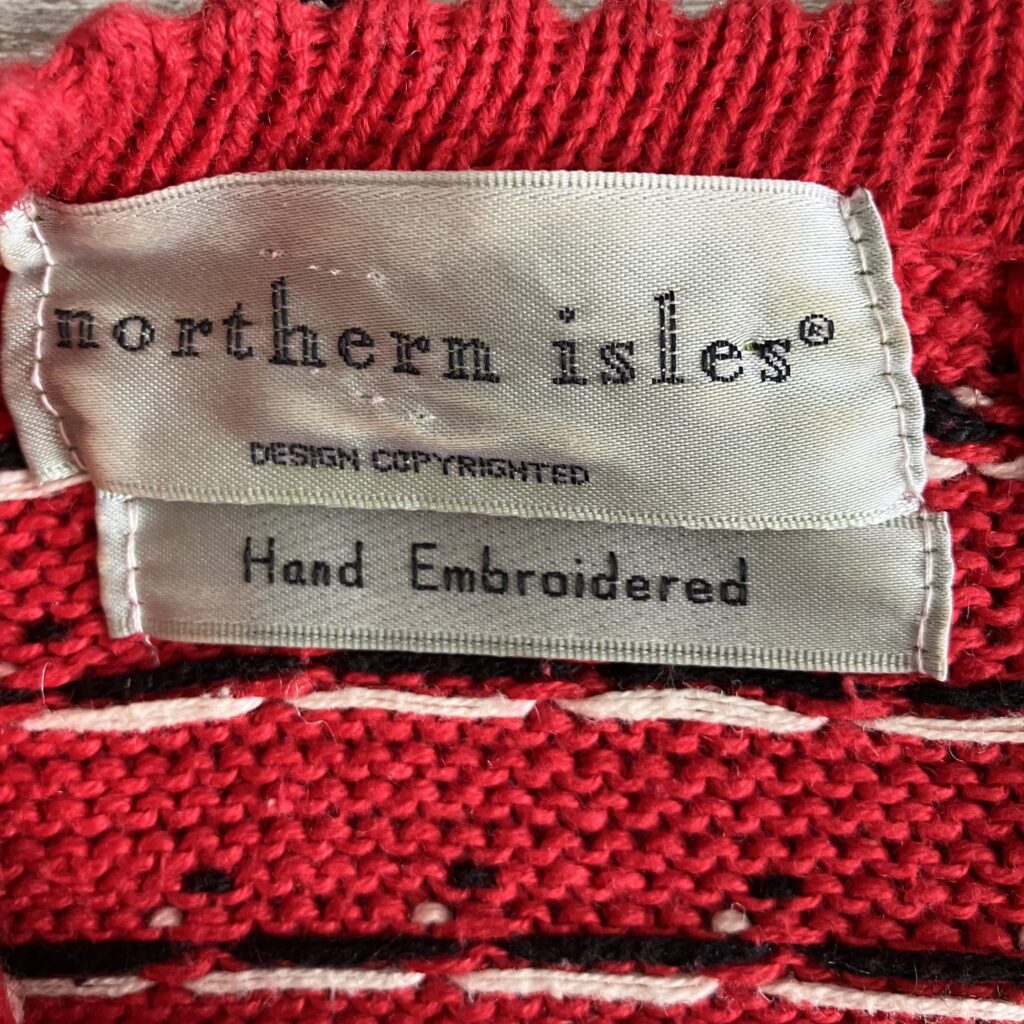 northern isles®
DESIGN COPYRIGHTED
Hand Embroidered